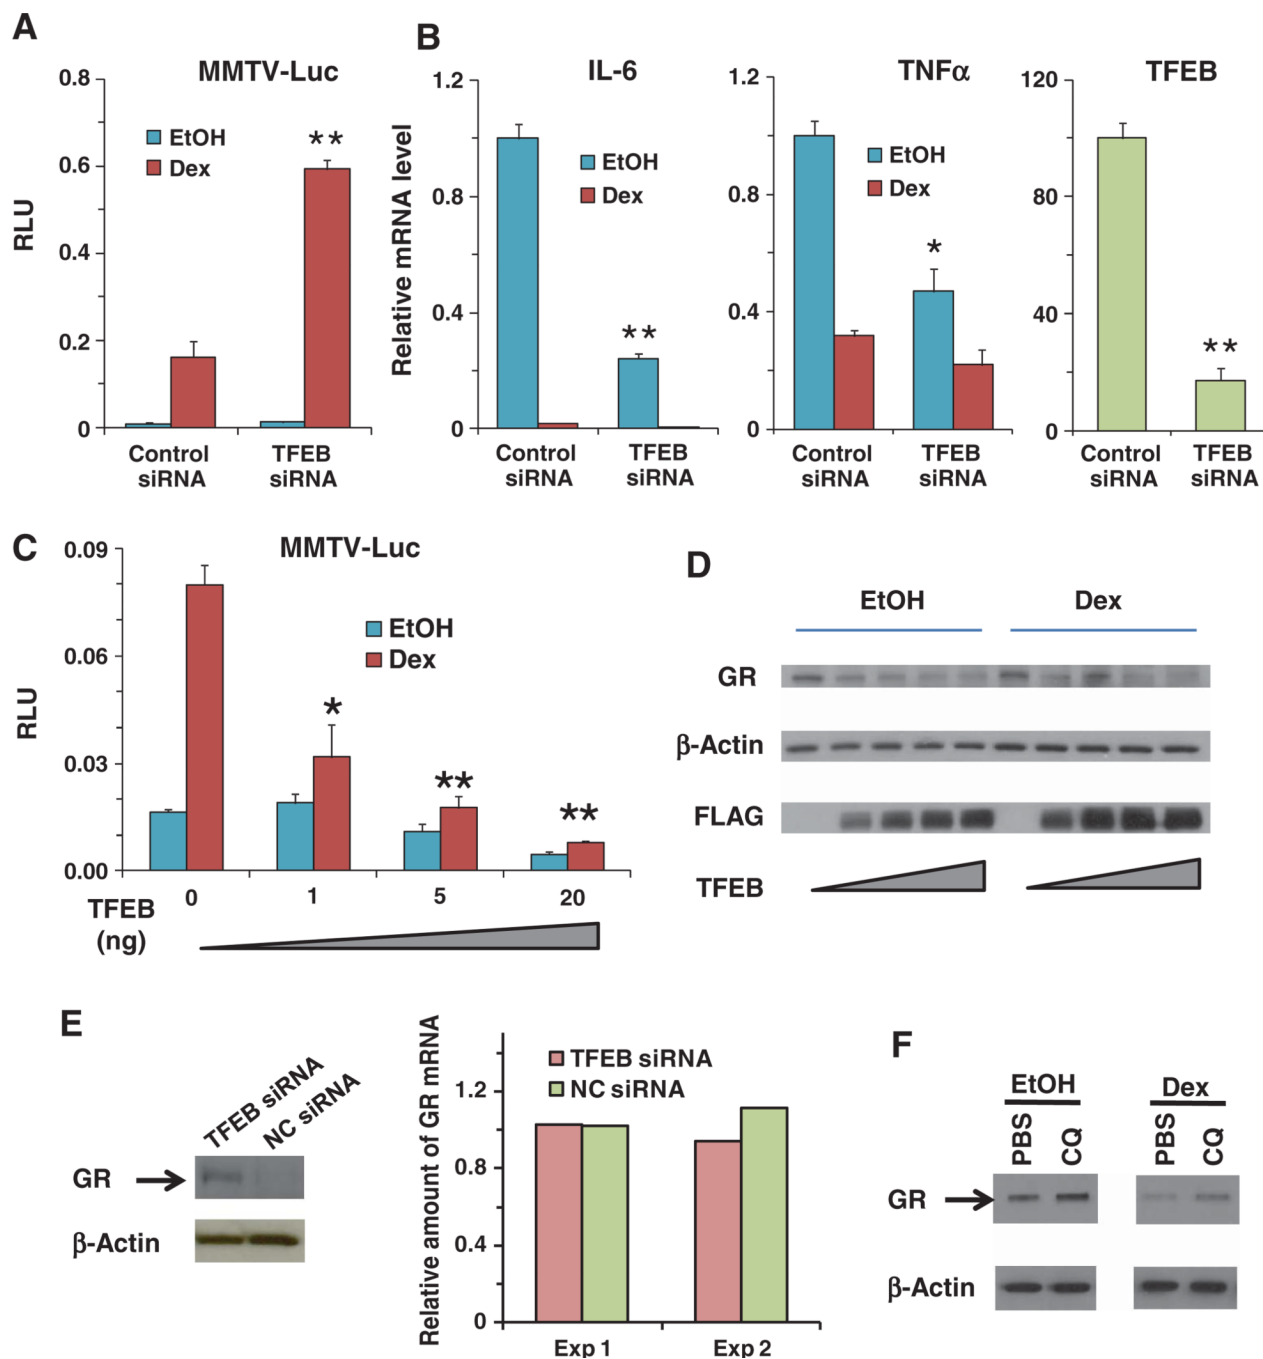 A
MMTV-Luc
EtOH
Dex
**
0.8
0.6
0.4
0.2
0
RLU
Control siRNA
TFEB siRNA
B
IL-6
Relative mRNA level
1.2
0.8
0.4
0
EtOH
Dex
**
Control siRNA
TFEB siRNA
TNFα
1.2
0.8
0.4
0
EtOH
Dex
*
Control siRNA
TFEB siRNA
TFEB
120
80
40
0
**
Control siRNA
TFEB siRNA
C
MMTV-Luc
0.09
0.06
0.03
0.00
RLU
EtOH
Dex
*
**
**
0 1 5 20
TFEB
(ng)
D
EtOH Dex
GR
β-Actin
FLAG
TFEB
E
TFEB siRNA
NC siRNA
GR
β-Actin
Relative amount of GR mRNA
TFEB siRNA
NC siRNA
1.2
0.8
0.4
0
Exp 1 Exp 2
F
EtOH Dex
PBS CQ PBS CQ
GR
β-Actin